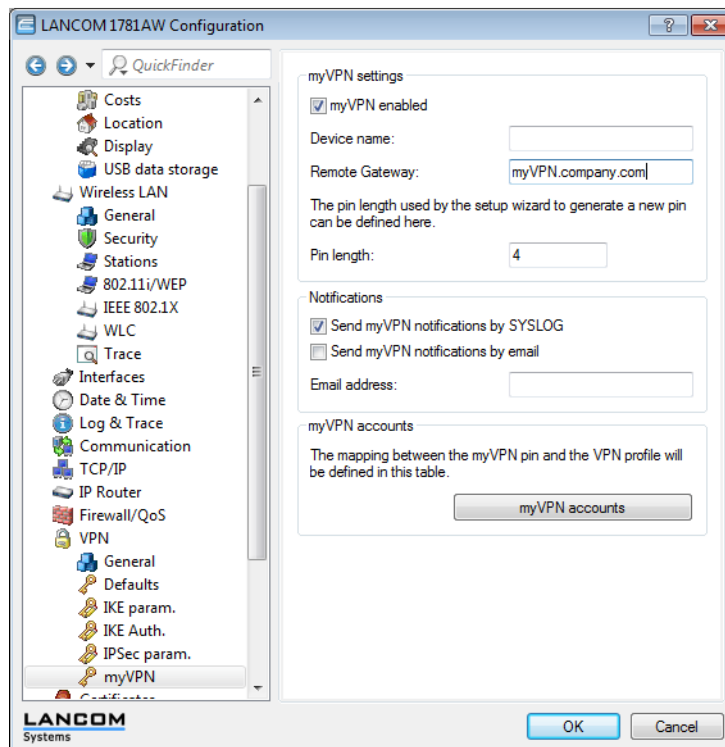 LANCOM 1781AW Configuration
QuickFinder
Costs
Location
Display
USB data storage
Wireless LAN
General
Security
Stations
802.11i/WEP
IEEE 802.1X
WLC
Trace
Interfaces
Date & Time
Log & Trace
Communication
TCP/IP
IP Router
Firewall/QoS
VPN
General
Defaults
IKE param.
IKE Auth.
IPSec param.
myVPN
Certificates
LANCOM
Systems
myVPN settings
myVPN enabled
Device name:
Remote Gateway: myVPN.company.com
The pin length used by the setup wizard to generate a new pin
can be defined here.
Pin length: 4
Notifications
Send myVPN notifications by SYSLOG
Send myVPN notifications by email
Email address:
myVPN accounts
The mapping between the myVPN pin and the VPN profile will
be defined in this table.
myVPN accounts
OK Cancel